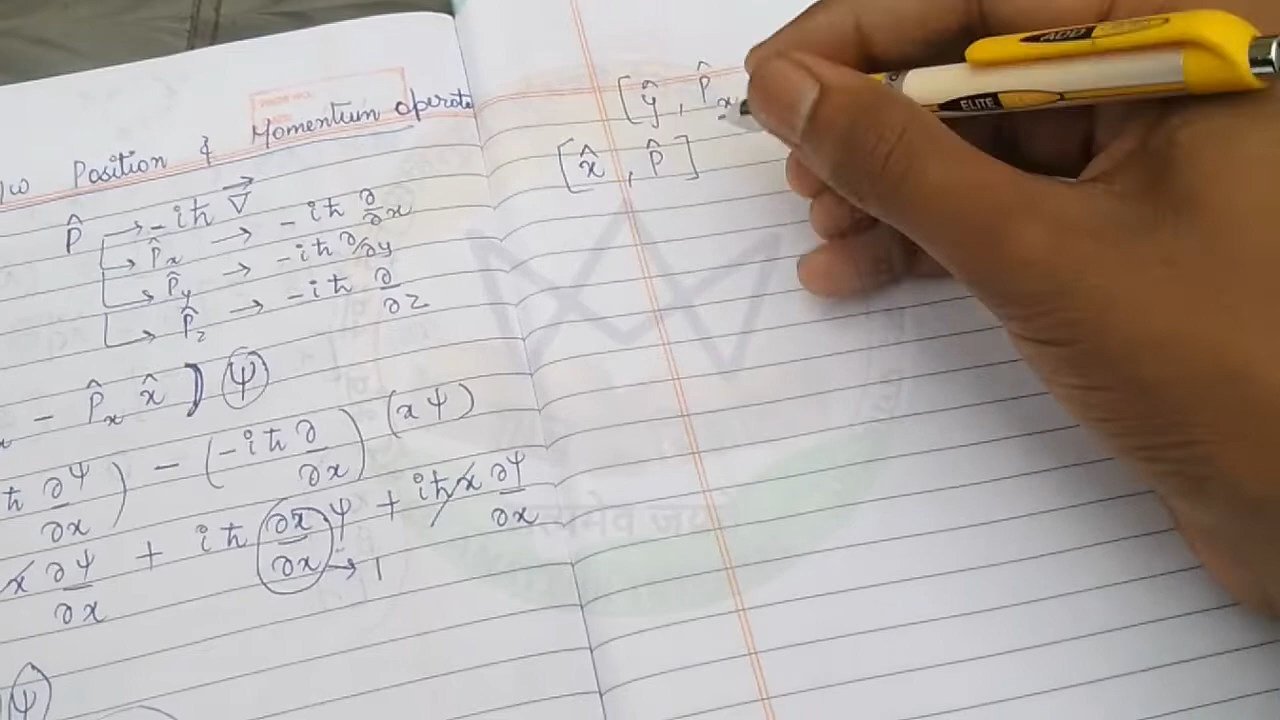 Position & Momentum operato
P̂ → -iħ ∇⃗
→ P̂x → -iħ ∂/∂x
→ P̂y → -iħ ∂/∂y
→ P̂z → -iħ ∂/∂z
- P̂x x̂ ) ψ
ħ ∂ψ/∂x ) - (-iħ ∂/∂x) (xψ)
x ∂ψ/∂x + iħ ∂x/∂x ψ + iħ x ∂ψ/∂x
→ 1
ψ
[ŷ, P̂x
[x̂, P̂]
ADD
ELITE